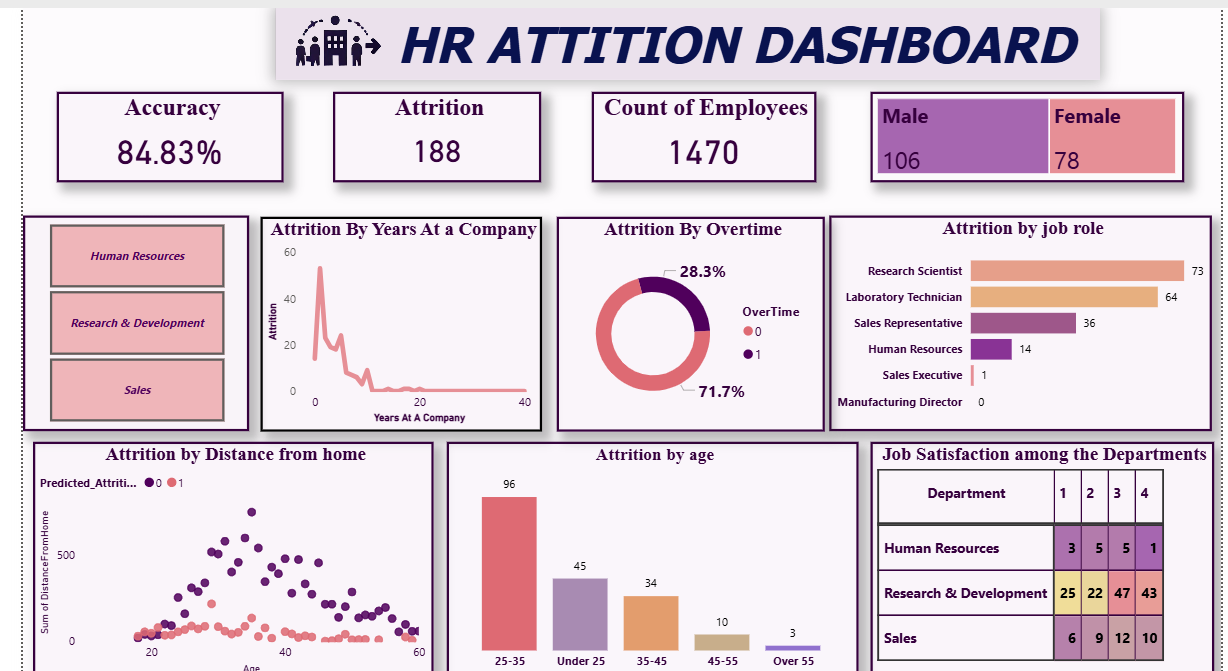 HR ATTITION DASHBOARD
Accuracy
84.83%
Attrition
188
Count of Employees
1470
Male
106
Female
78
Human Resources
Research & Development
Sales
Attrition By Years At a Company
60
40
20
0
Attrition
0
20
40
Years At A Company
Attrition By Overtime
28.3%
71.7%
OverTime
0
1
Attrition by job role
Research Scientist 73
Laboratory Technician 64
Sales Representative 36
Human Resources 14
Sales Executive 1
Manufacturing Director 0
Attrition by Distance from home
Predicted_Attriti... 0 1
Sum of DistanceFromHome
500
0
20
40
60
Age
Attrition by age
96
45
34
10
3
25-35
Under 25
35-45
45-55
Over 55
Job Satisfaction among the Departments
Department 1 2 3 4
Human Resources 3 5 5 1
Research & Development 25 22 47 43
Sales 6 9 12 10